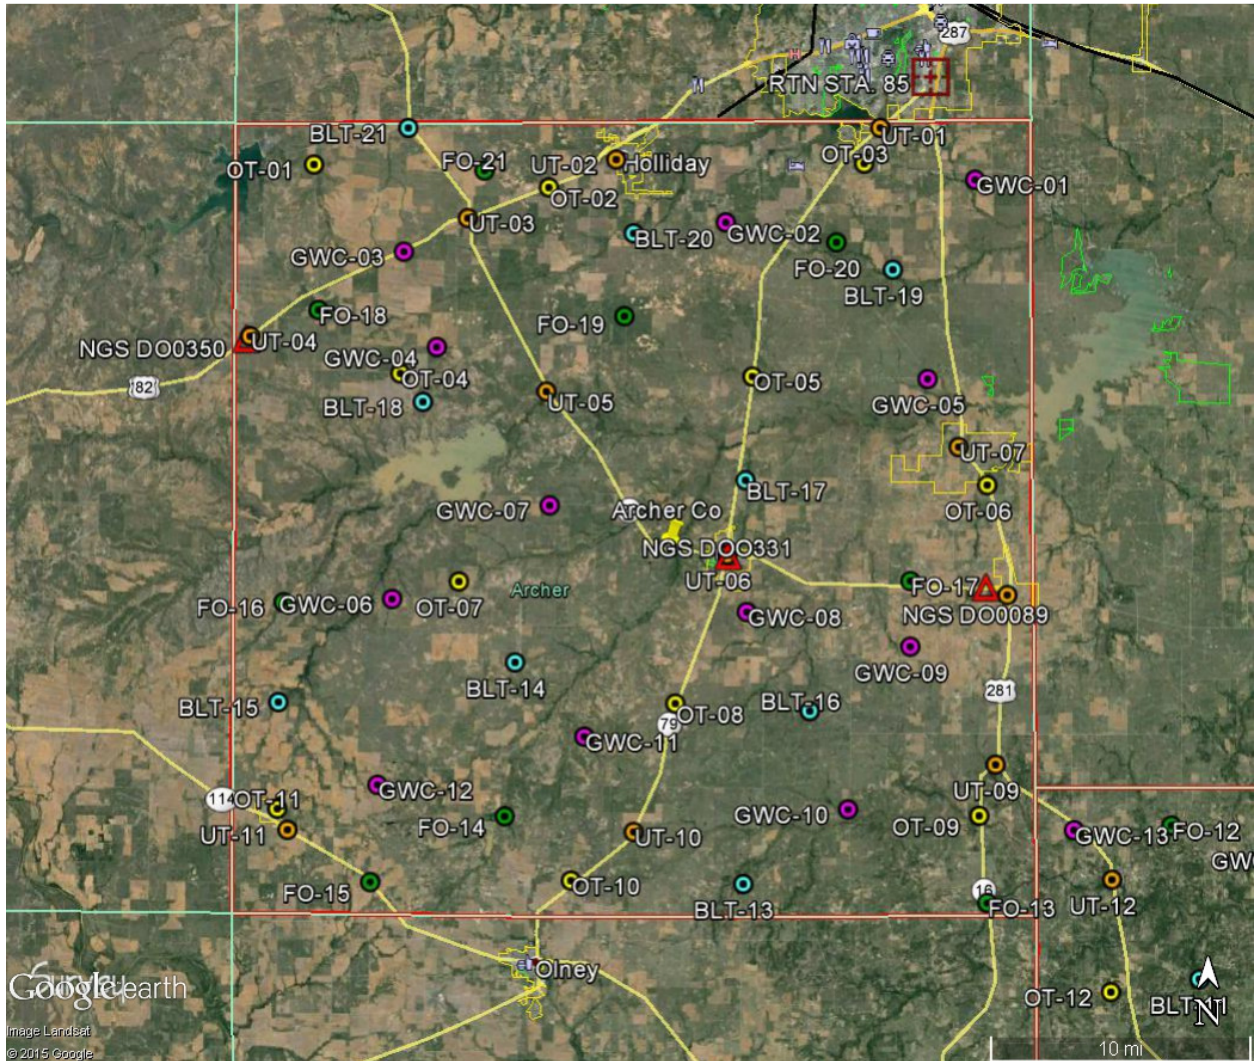 287
RTN STA. 85
BLT-21
UT-01
OT-01
FO-21
UT-02
Holliday
OT-03
OT-02
GWC-01
UT-03
BLT-20
GWC-02
GWC-03
FO-20
BLT-19
FO-18
FO-19
NGS DO0350
UT-04
GWC-04
OT-04
OT-05
82
BLT-18
UT-05
GWC-05
UT-07
BLT-17
OT-06
GWC-07
Archer Co
NGS DOO331
UT-06
FO-17
Archer
FO-16
GWC-06
OT-07
GWC-08
NGS DO0089
GWC-09
BLT-14
281
BLT-15
BLT-16
OT-08
79
GWC-11
GWC-12
UT-09
114
OT-11
UT-11
FO-14
UT-10
GWC-10
OT-09
GWC-13
FO-12
GW
FO-15
OT-10
BLT-13
16
FO-13
UT-12
Olney
Google earth
OT-12
N
Image Landsat
© 2015 Google
10 mi